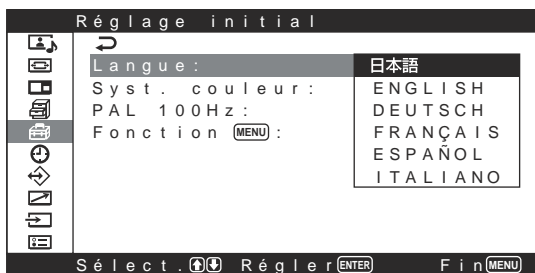 Réglage initial
Langue: 日本語
Syst. couleur: ENGLISH
PAL 100Hz: DEUTSCH
Fonction MENU: FRANÇAIS
ESPAÑOL
ITALIANO
Sélect. Régler ENTER Fin MENU